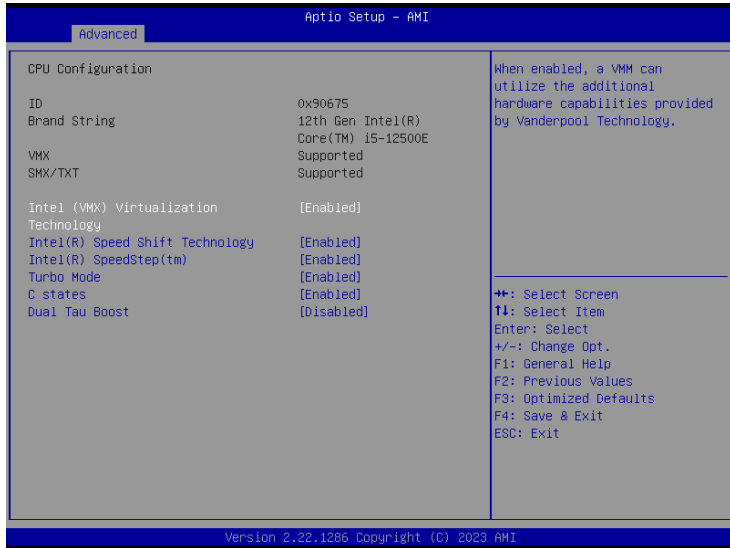 Aptio Setup - AMI
Advanced
CPU Configuration
ID 0x90675
Brand String 12th Gen Intel(R)
Core(TM) i5-12500E
VMX Supported
SMX/TXT Supported
Intel (VMX) Virtualization [Enabled]
Technology
Intel(R) Speed Shift Technology [Enabled]
Intel(R) SpeedStep(tm) [Enabled]
Turbo Mode [Enabled]
C states [Enabled]
Dual Tau Boost [Disabled]
When enabled, a VMM can
utilize the additional
hardware capabilities provided
by Vanderpool Technology.
→←: Select Screen
↑↓: Select Item
Enter: Select
+/-: Change Opt.
F1: General Help
F2: Previous Values
F3: Optimized Defaults
F4: Save & Exit
ESC: Exit
Version 2.22.1286 Copyright (C) 2023 AMI